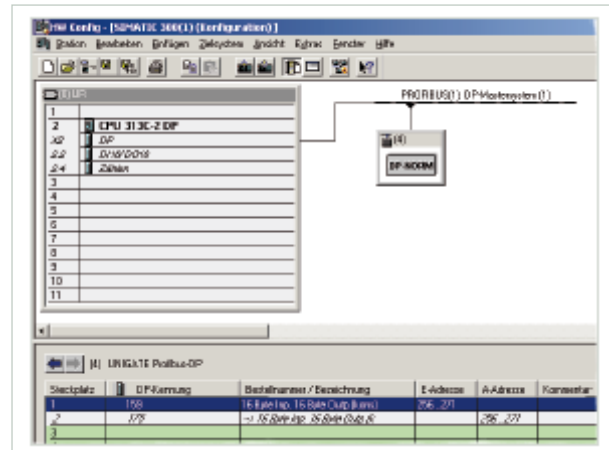 HW Config - [SIMATIC 300(1) (Konfiguration)]
Station Bearbeiten Einfügen Zielsystem Ansicht Extras Fenster Hilfe
(0) UR
1
2 CPU 313C-2 DP
X2 DP
2.2 DI16/DO16
2.4 Zählen
3
4
5
6
7
8
9
10
11
PROFIBUS(1): DP-Mastersystem (1)
(4)
DP-NORM
(4) UNIGATE Profibus-DP
Steckplatz DP-Kennung Bestellnummer / Bezeichnung E-Adresse A-Adresse Kommentar
1 159 16 Byte Inp, 16 Byte Outp 256...271
2 175 -> 16 Byte Inp, 16 Byte Outp 256...271
3